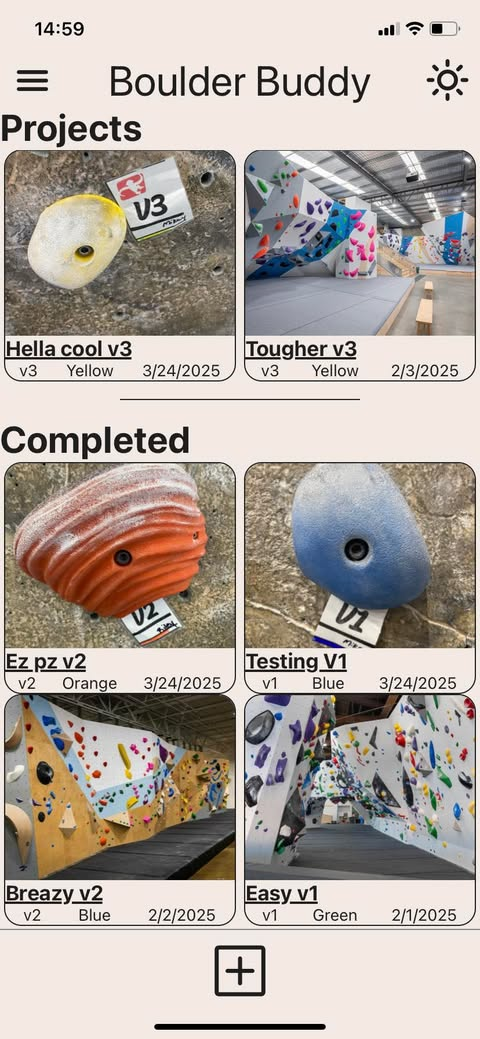 14:59
Boulder Buddy
Projects
V3
Hella cool v3
v3 Yellow 3/24/2025
Tougher v3
v3 Yellow 2/3/2025
Completed
V2
Ez pz v2
v2 Orange 3/24/2025
V1
Testing V1
v1 Blue 3/24/2025
Breazy v2
v2 Blue 2/2/2025
Easy v1
v1 Green 2/1/2025